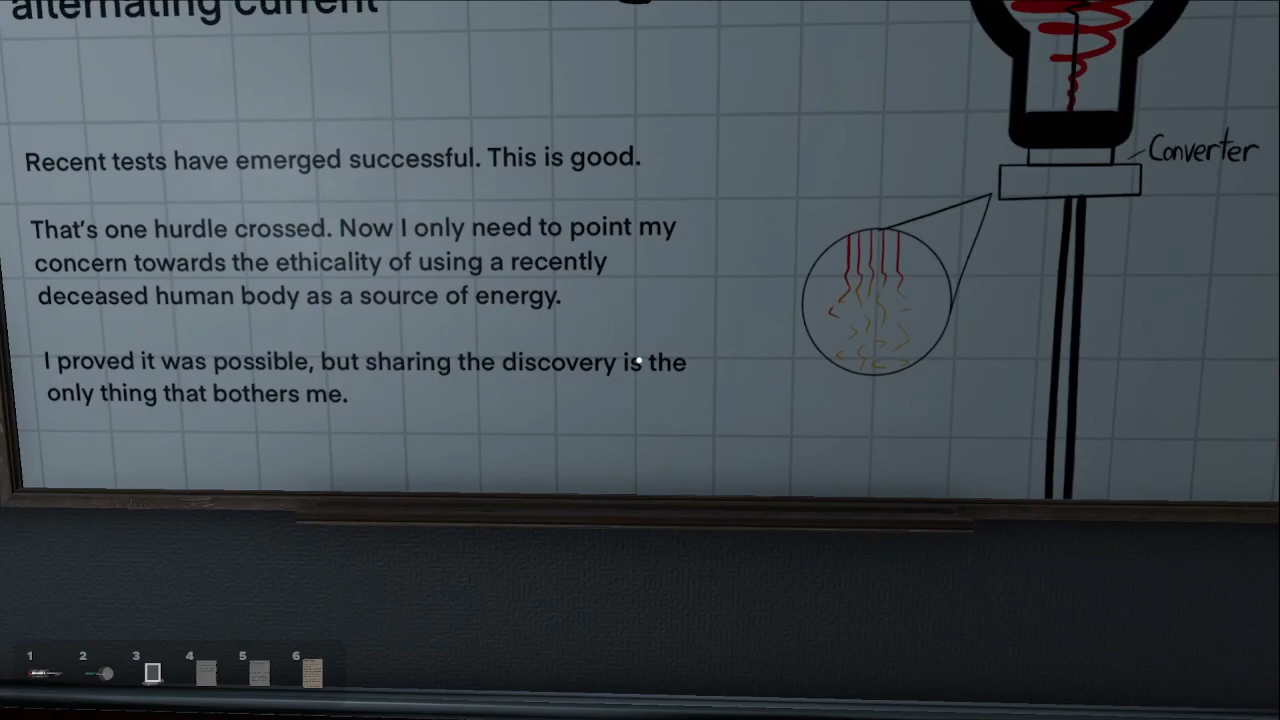 alternating current
Recent tests have emerged successful. This is good.
Converter
That's one hurdle crossed. Now I only need to point my
concern towards the ethicality of using a recently
deceased human body as a source of energy.
I proved it was possible, but sharing the discovery is the
only thing that bothers me.
1 2 3 4 5 6